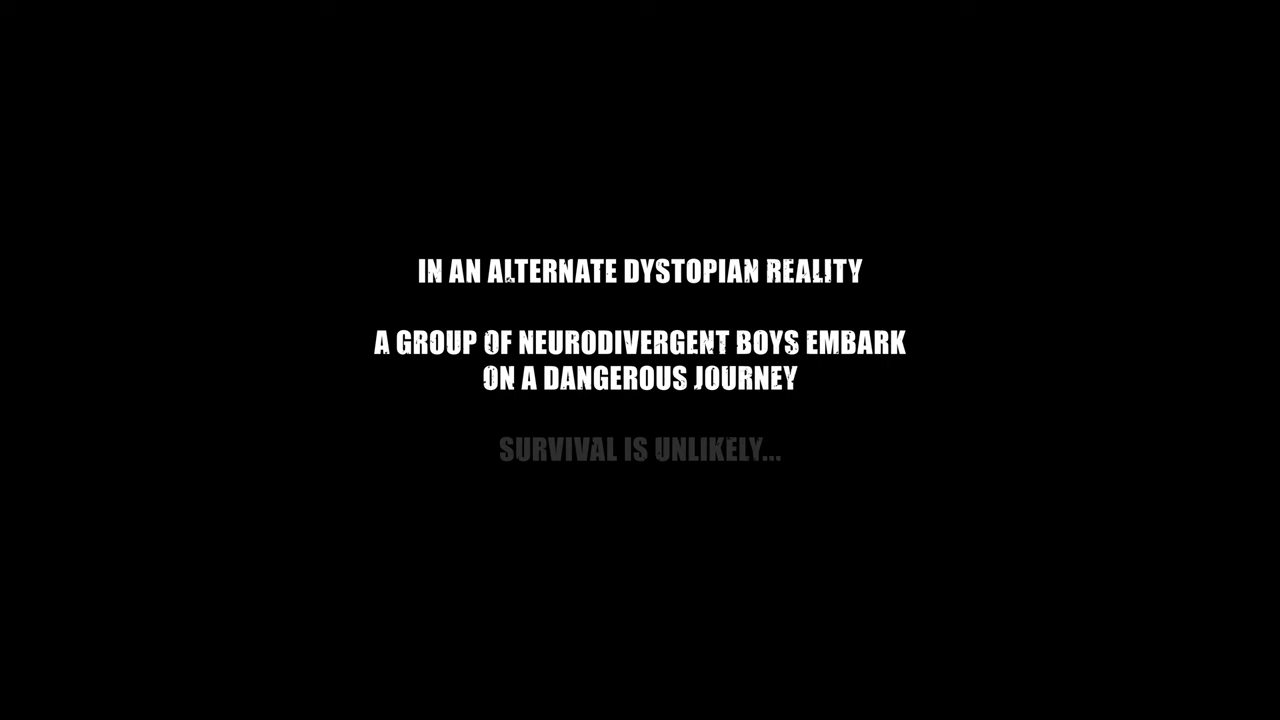 IN AN ALTERNATE DYSTOPIAN REALITY
A GROUP OF NEURODIVERGENT BOYS EMBARK
ON A DANGEROUS JOURNEY
SURVIVAL IS UNLIKELY...